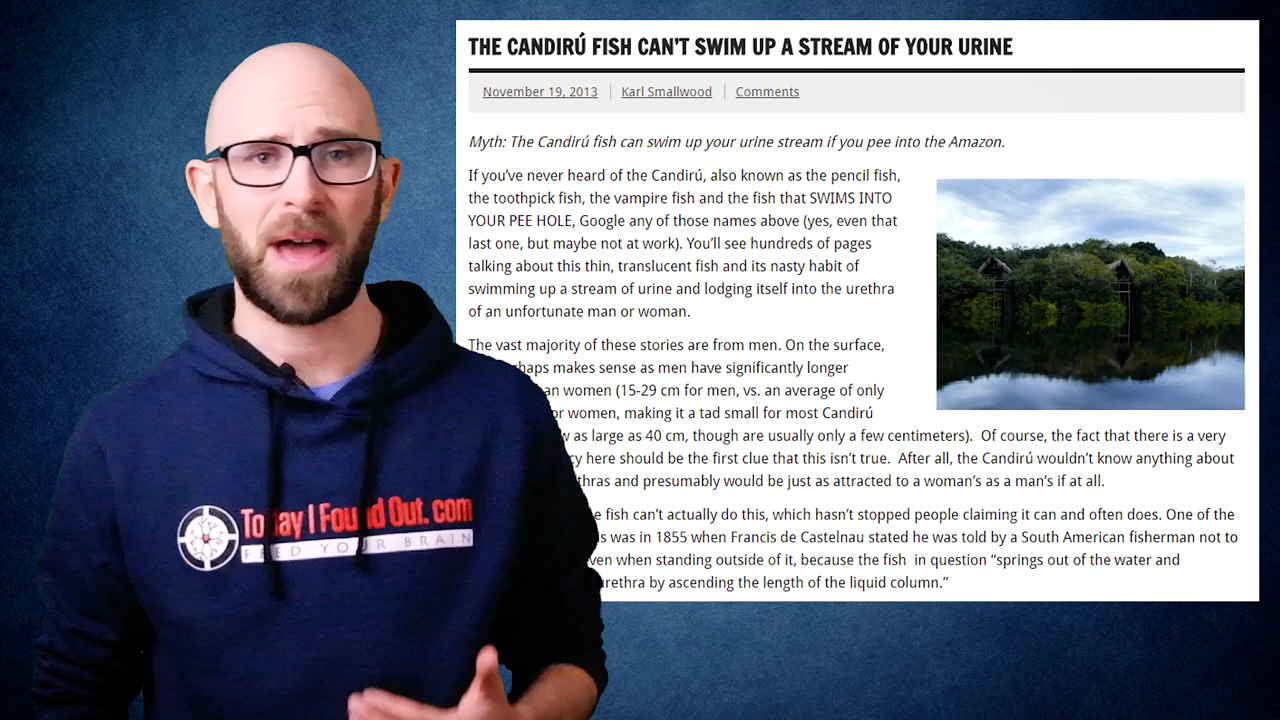 THE CANDIRÚ FISH CAN'T SWIM UP A STREAM OF YOUR URINE
November 19, 2013 | Karl Smallwood | Comments
Myth: The Candirú fish can swim up your urine stream if you pee into the Amazon.
If you've never heard of the Candirú, also known as the pencil fish,
the toothpick fish, the vampire fish and the fish that SWIMS INTO
YOUR PEE HOLE, Google any of those names above (yes, even that
last one, but maybe not at work). You'll see hundreds of pages
talking about this thin, translucent fish and its nasty habit of
swimming up a stream of urine and lodging itself into the urethra
of an unfortunate man or woman.
The vast majority of these stories are from men. On the surface,
makes sense as men have significantly longer
women (15-29 cm for men, vs. an average of only
women, making it a tad small for most Candirú
as large as 40 cm, though are usually only a few centimeters). Of course, the fact that there is a very
here should be the first clue that this isn't true. After all, the Candirú wouldn't know anything about
and presumably would be just as attracted to a woman's as a man's if at all.
fish can't actually do this, which hasn't stopped people claiming it can and often does. One of the
was in 1855 when Francis de Castelnau stated he was told by a South American fisherman not to
when standing outside of it, because the fish in question "springs out of the water and
urethra by ascending the length of the liquid column."
Today I Found Out.com
FEED YOUR BRAIN